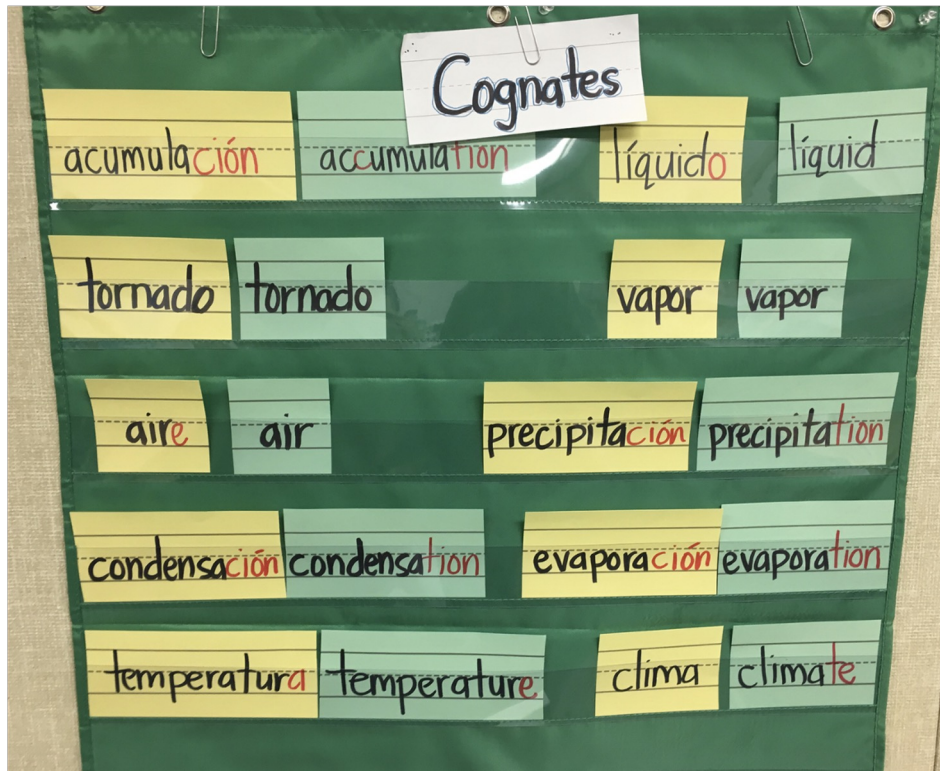 Cognates
acumulación accumulation líquido líquid
tornado tornado vapor vapor
aire air precipitación precipitation
condensación condensation evaporación evaporation
temperatura temperature clima climate